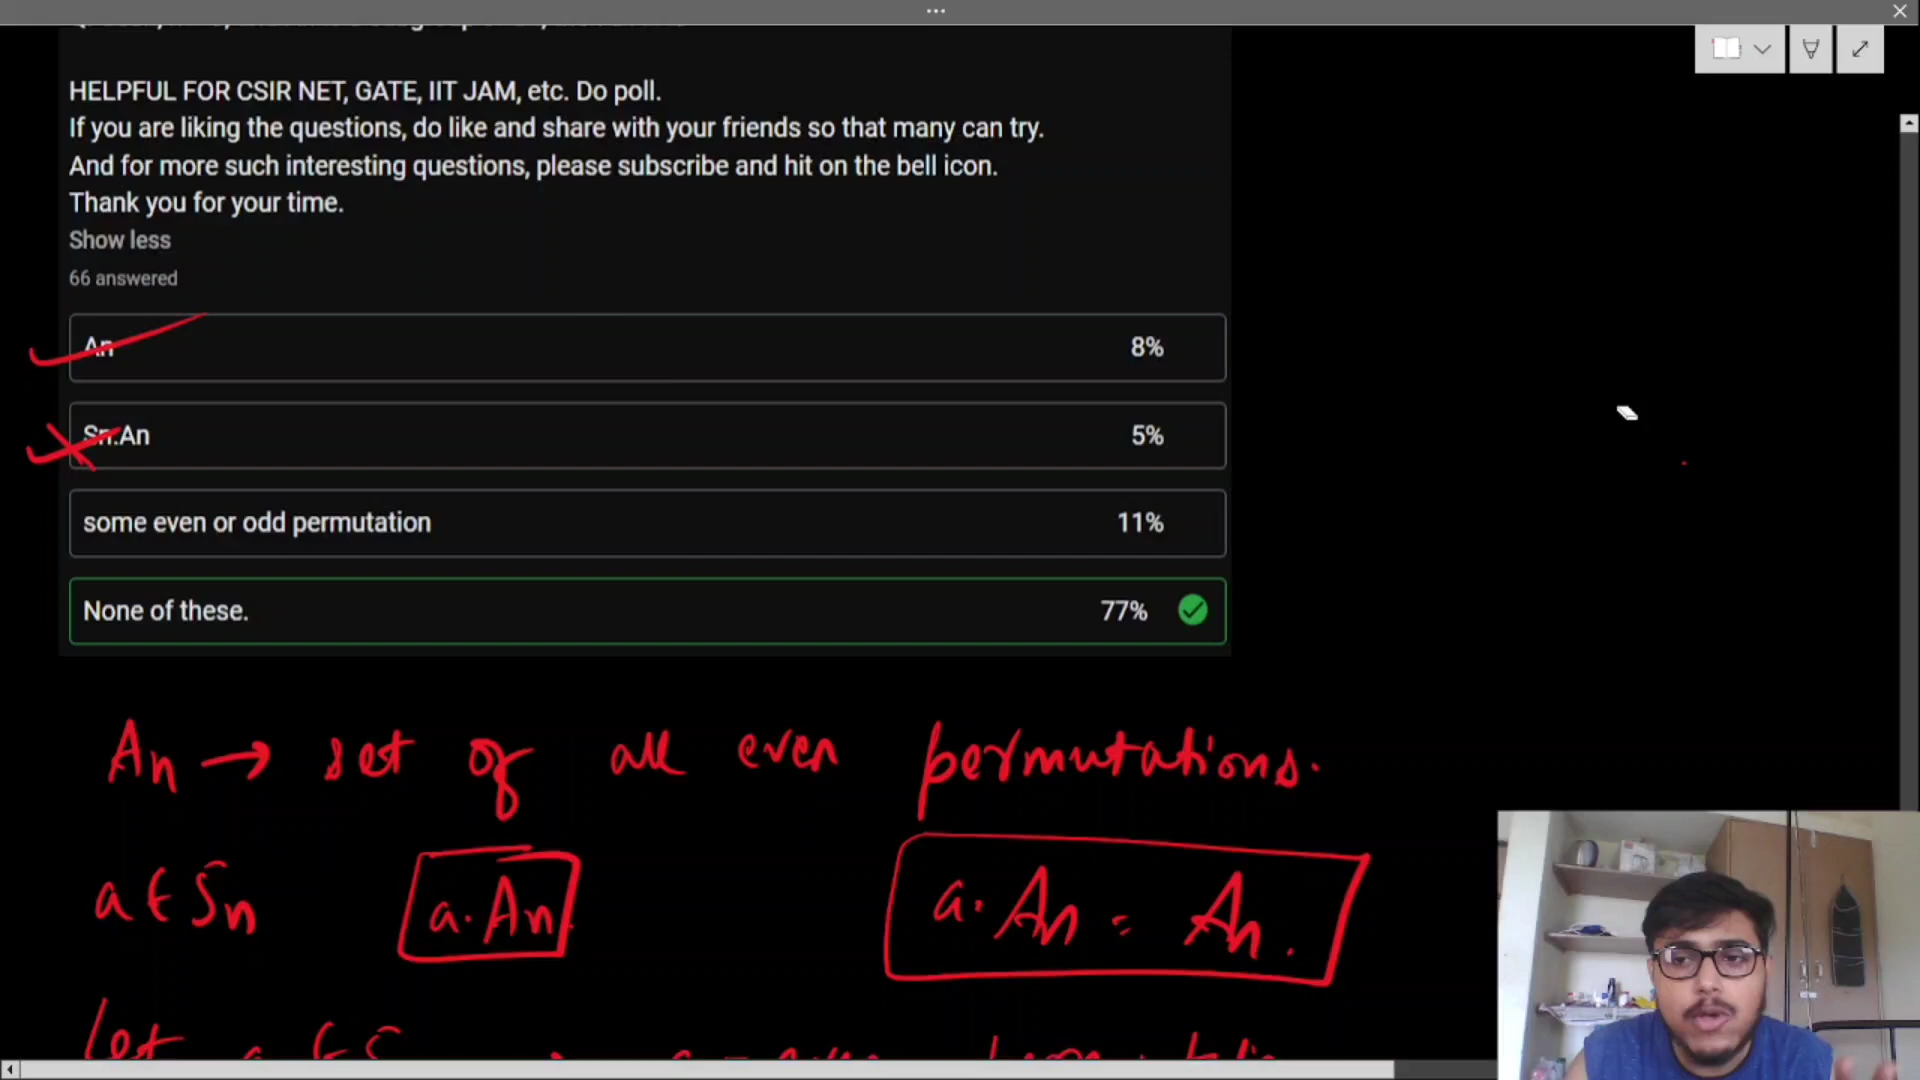 HELPFUL FOR CSIR NET, GATE, IIT JAM, etc. Do poll.
If you are liking the questions, do like and share with your friends so that many can try.
And for more such interesting questions, please subscribe and hit on the bell icon.
Thank you for your time.
Show less
66 answered
An 8%
Sn.An 5%
some even or odd permutation 11%
None of these. 77%
An → set of all even permutations.
a ∈ Sn a. An a. An = An.
Let